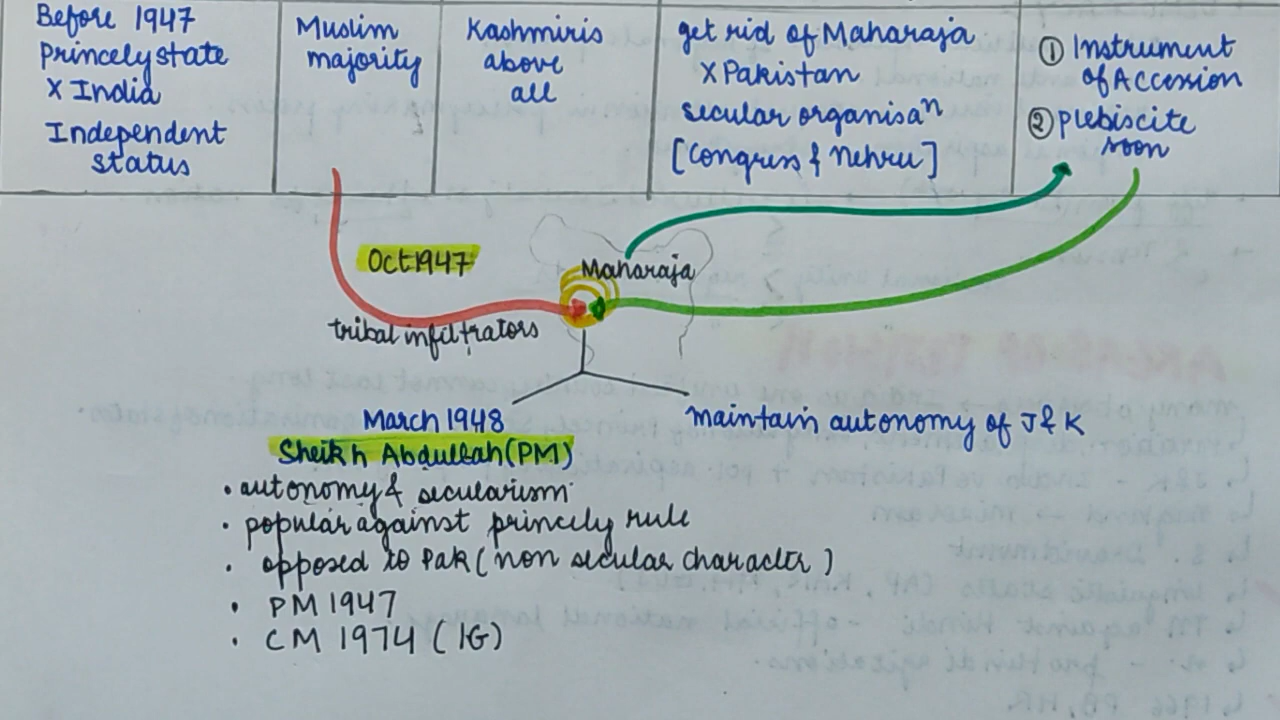 Before 1947
Princely state
X India
Independent
status
Muslim
majority
Kashmiris
above
all
get rid of Maharaja
X Pakistan
secular organisaⁿ
[Congress & Nehru]
① Instrument
of Accession
② Plebiscite
soon
Oct 1947
Maharaja
tribal infiltrators
March 1948
Sheikh Abdullah (PM)
maintain autonomy of J&K
• autonomy & secularism
• popular against princely rule
• opposed to Pak (non secular character)
• PM 1947
• CM 1974 (IG)